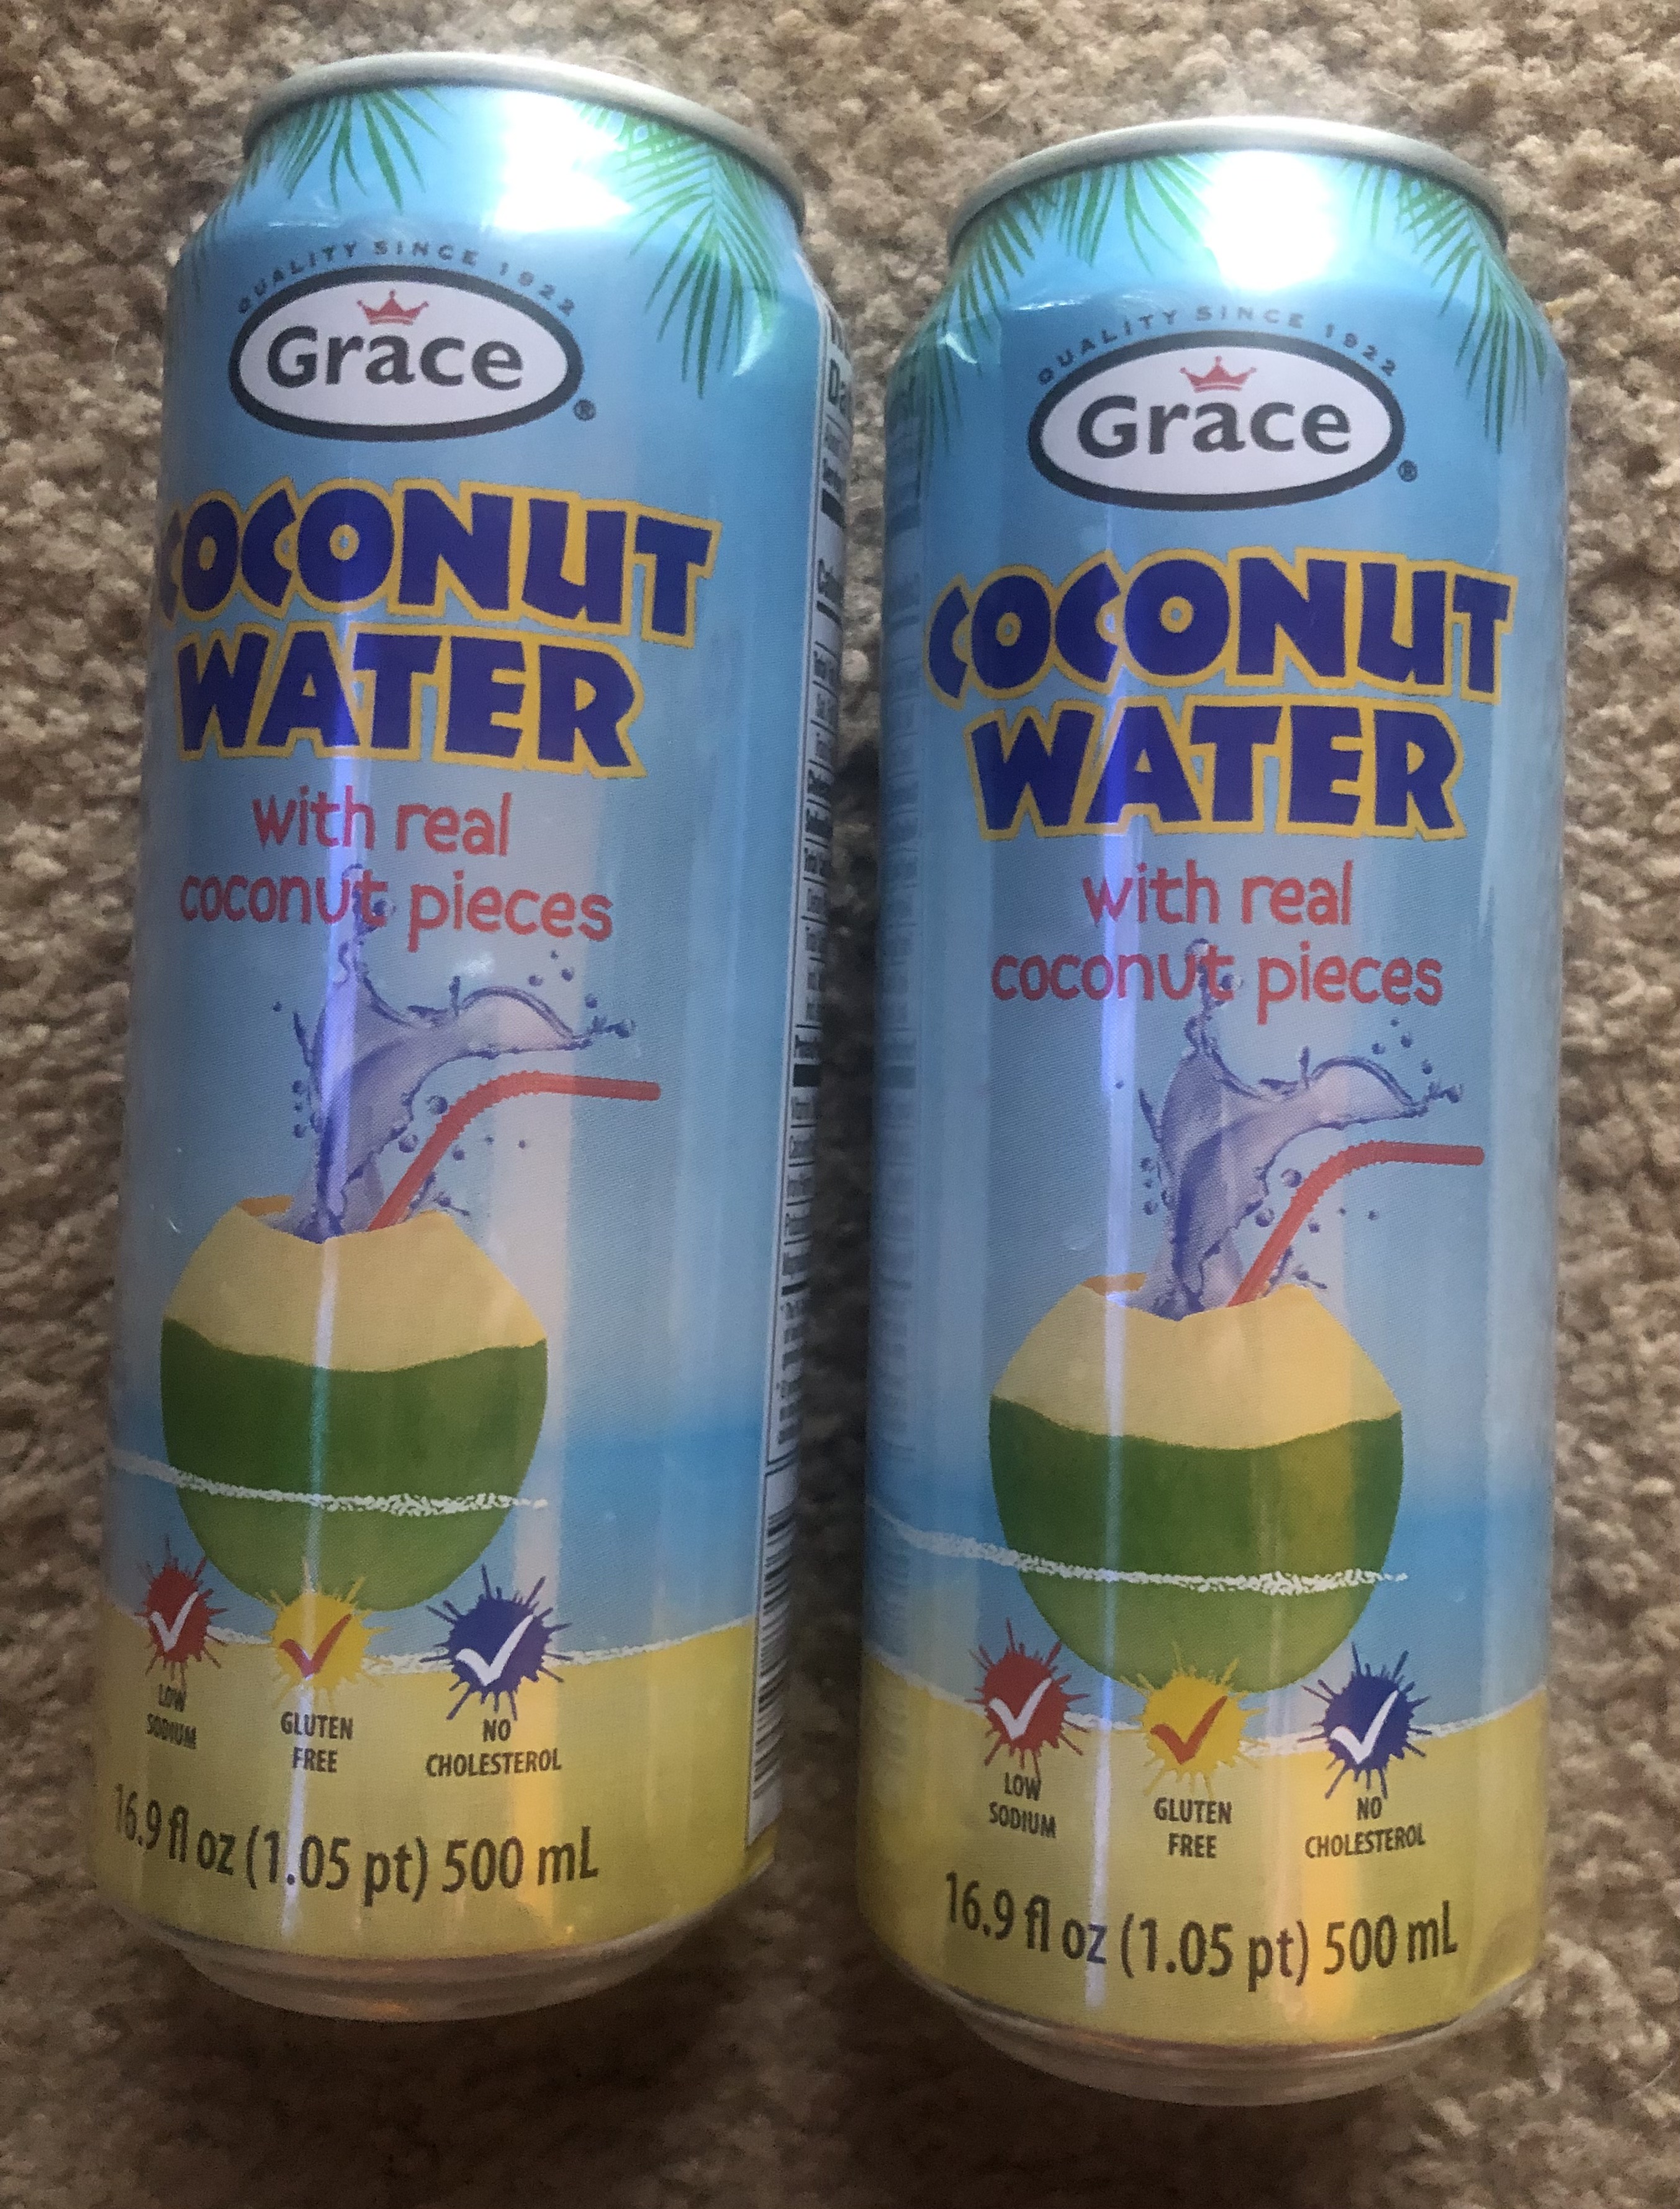 QUALITY SINCE 1922
Grace®
COCONUT
WATER
with real
coconut pieces
LOW
SODIUM
GLUTEN
FREE
NO
CHOLESTEROL
16.9 fl oz (1.05 pt) 500 mL
QUALITY SINCE 1922
Grace®
COCONUT
WATER
with real
coconut pieces
LOW
SODIUM
GLUTEN
FREE
NO
CHOLESTEROL
16.9 fl oz (1.05 pt) 500 mL